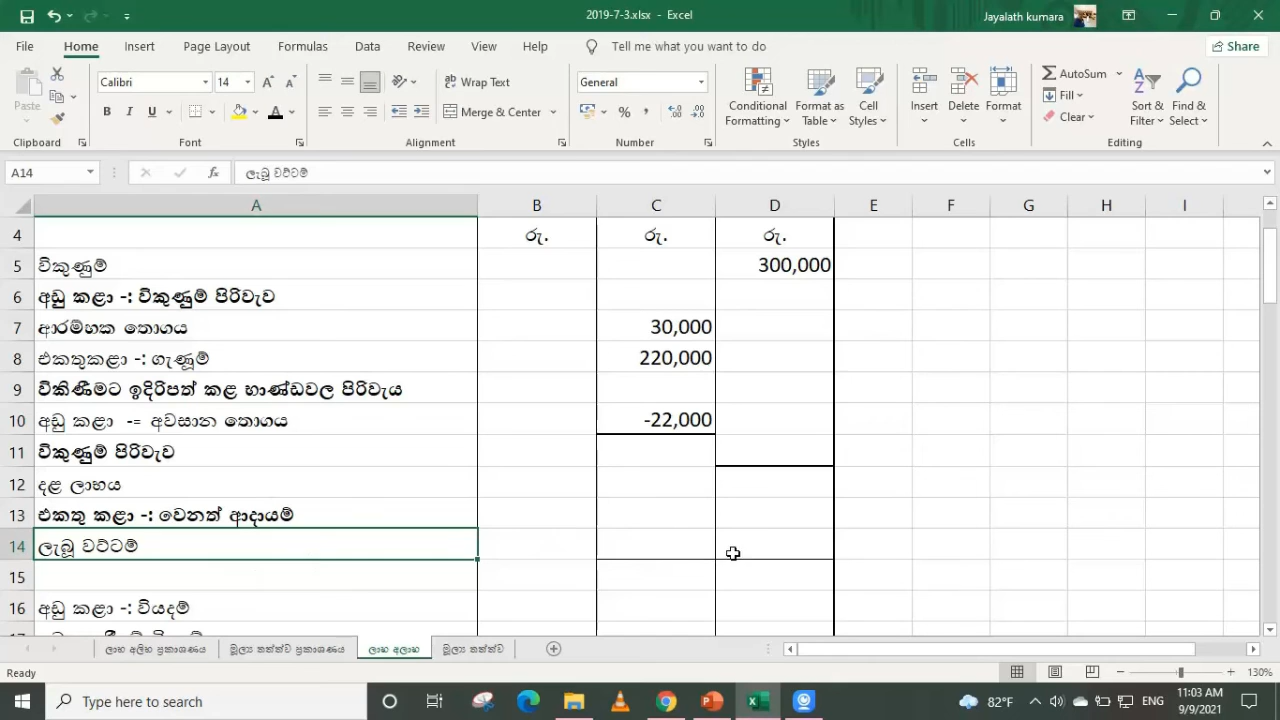 2019-7-3.xlsx - Excel
Jayalath kumara
File Home Insert Page Layout Formulas Data Review View Help Tell me what you want to do Share
Paste
Calibri 14
B I U
Wrap Text
Merge & Center
General
Conditional Formatting
Format as Table
Cell Styles
Insert Delete Format
AutoSum
Fill
Clear
Sort & Filter
Find & Select
Clipboard Font Alignment Number Styles Cells Editing
A14 fx ලැබූ වට්ටම්
A B C D E F G H I
4 රු. රු. රු.
5 විකුණුම් 300,000
6 අඩු කළා -: විකුණුම් පිරිවැව
7 ආරම්භක තොගය 30,000
8 එකතුකළා -: ගැණූම් 220,000
9 විකිණීමට ඉදිරිපත් කළ භාණ්ඩවල පිරිවැය
10 අඩු කළා -= අවසාන තොගය -22,000
11 විකුණුම් පිරිවැව
12 දළ ලාභය
13 එකතු කළා -: වෙනත් ආදායම්
14 ලැබූ වට්ටම්
15
16 අඩු කළා -: වියදම්
ලාභ අලාභ ප්‍රකාශණය මූල්‍ය තත්ත්ව ප්‍රකාශණය ලාභ අලාභ මූල්‍ය තත්ත්ව
Ready 130%
Type here to search 82°F ENG 11:03 AM
9/9/2021